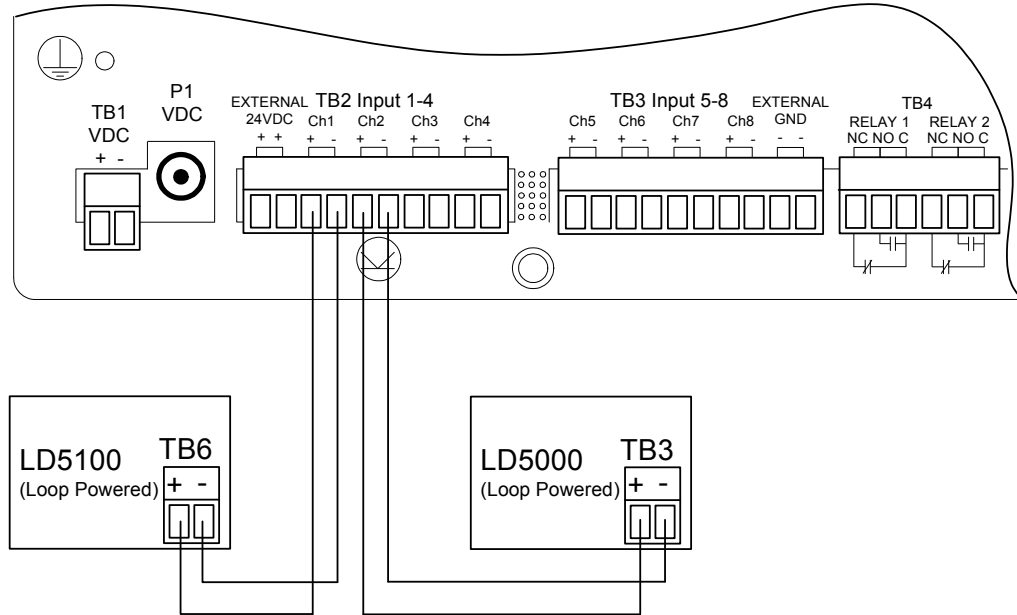 P1
VDC
TB1
VDC
+ -
EXTERNAL
24VDC
+ +
TB2 Input 1-4
Ch1 Ch2 Ch3 Ch4
+ - + - + - + -
TB3 Input 5-8
Ch5 Ch6 Ch7 Ch8
+ - + - + - + -
EXTERNAL
GND
- -
TB4
RELAY 1 RELAY 2
NC NO C NC NO C
LD5100
(Loop Powered)
TB6
+ -
LD5000
(Loop Powered)
TB3
+ -